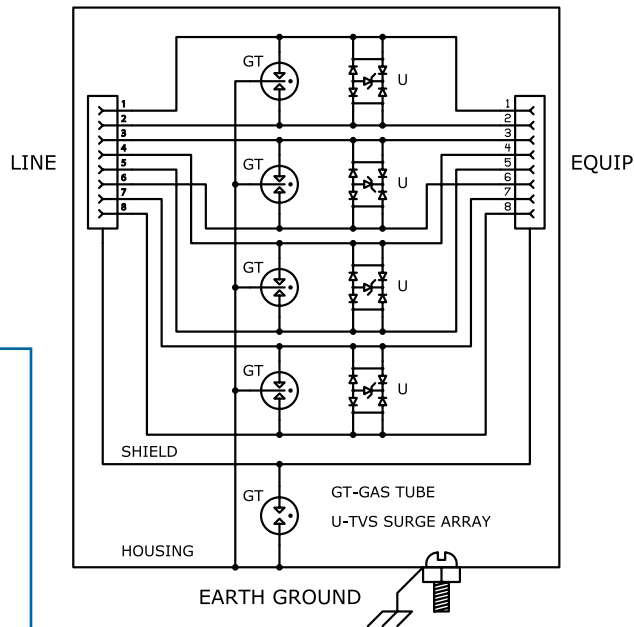 GT
U
1
2
3
4
5
6
7
8
1
2
3
4
5
6
7
8
LINE
EQUIP
GT
U
GT
U
GT
U
SHIELD
GT
GT-GAS TUBE
U-TVS SURGE ARRAY
HOUSING
EARTH GROUND